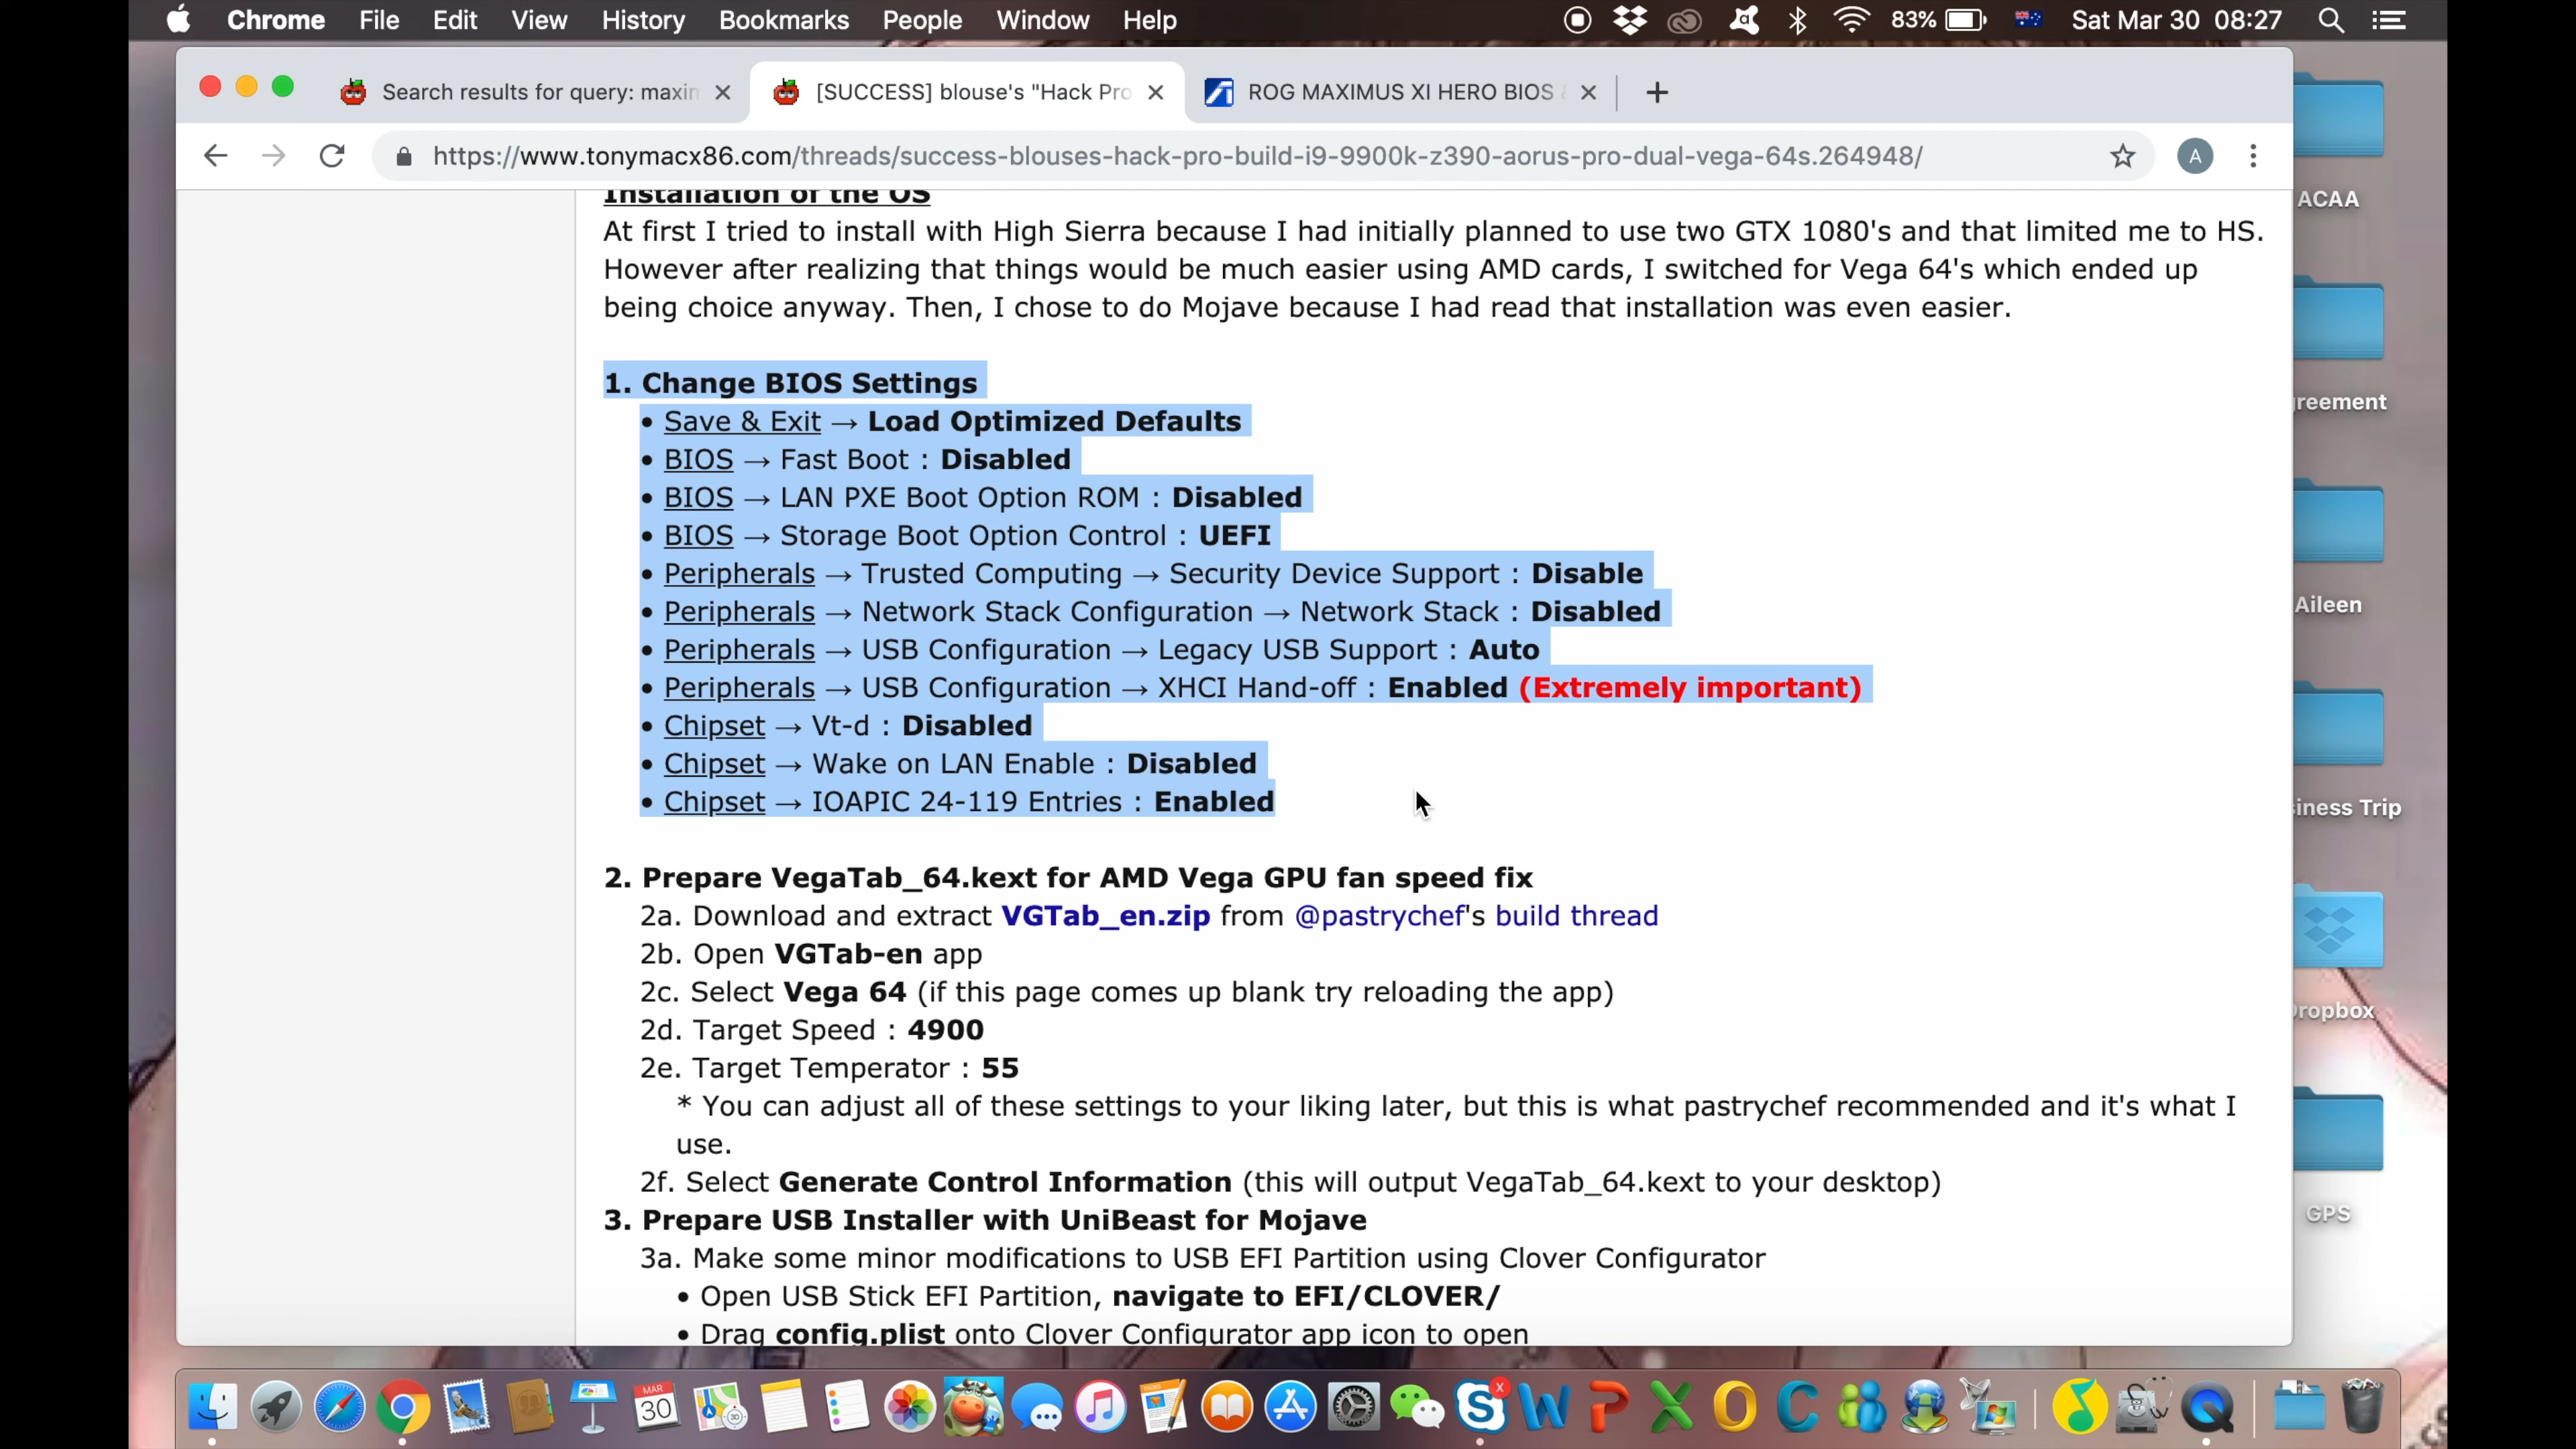 Chrome File Edit View History Bookmarks People Window Help 83% Sat Mar 30 08:27
Search results for query: maxin
[SUCCESS] blouse's "Hack Pro
ROG MAXIMUS XI HERO BIOS
https://www.tonymacx86.com/threads/success-blouses-hack-pro-build-i9-9900k-z390-aorus-pro-dual-vega-64s.264948/
A
Installation of the OS
At first I tried to install with High Sierra because I had initially planned to use two GTX 1080's and that limited me to HS.
However after realizing that things would be much easier using AMD cards, I switched for Vega 64's which ended up
being choice anyway. Then, I chose to do Mojave because I had read that installation was even easier.
1. Change BIOS Settings
• Save & Exit → Load Optimized Defaults
• BIOS → Fast Boot : Disabled
• BIOS → LAN PXE Boot Option ROM : Disabled
• BIOS → Storage Boot Option Control : UEFI
• Peripherals → Trusted Computing → Security Device Support : Disable
• Peripherals → Network Stack Configuration → Network Stack : Disabled
• Peripherals → USB Configuration → Legacy USB Support : Auto
• Peripherals → USB Configuration → XHCI Hand-off : Enabled (Extremely important)
• Chipset → Vt-d : Disabled
• Chipset → Wake on LAN Enable : Disabled
• Chipset → IOAPIC 24-119 Entries : Enabled
2. Prepare VegaTab_64.kext for AMD Vega GPU fan speed fix
2a. Download and extract VGTab_en.zip from @pastrychef's build thread
2b. Open VGTab-en app
2c. Select Vega 64 (if this page comes up blank try reloading the app)
2d. Target Speed : 4900
2e. Target Temperator : 55
* You can adjust all of these settings to your liking later, but this is what pastrychef recommended and it's what I
use.
2f. Select Generate Control Information (this will output VegaTab_64.kext to your desktop)
3. Prepare USB Installer with UniBeast for Mojave
3a. Make some minor modifications to USB EFI Partition using Clover Configurator
• Open USB Stick EFI Partition, navigate to EFI/CLOVER/
• Drag config.plist onto Clover Configurator app icon to open
ACAA
reement
Aileen
iness Trip
ropbox
GPS
MAR
30